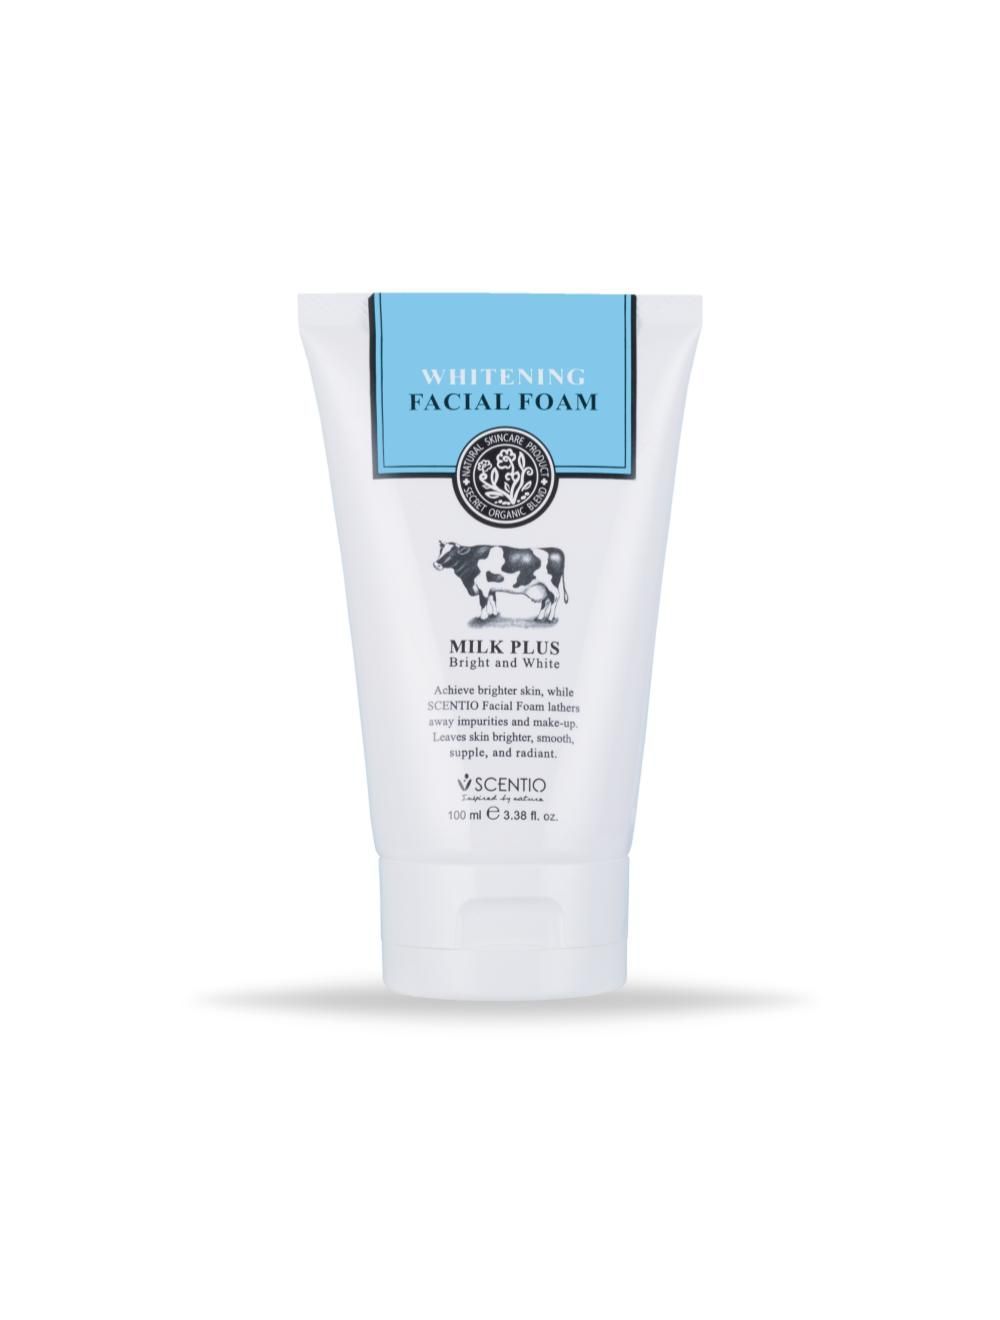 WHITENING
FACIAL FOAM
NATURAL SKINCARE PRODUCT
SECRET ORGANIC BLEND
MILK PLUS
Bright and White
Achieve brighter skin, while
SCENTIO Facial Foam lathers
away impurities and make-up.
Leaves skin brighter, smooth,
supple, and radiant.
SCENTIO
Inspired by nature
100 ml ℮ 3.38 fl. oz.